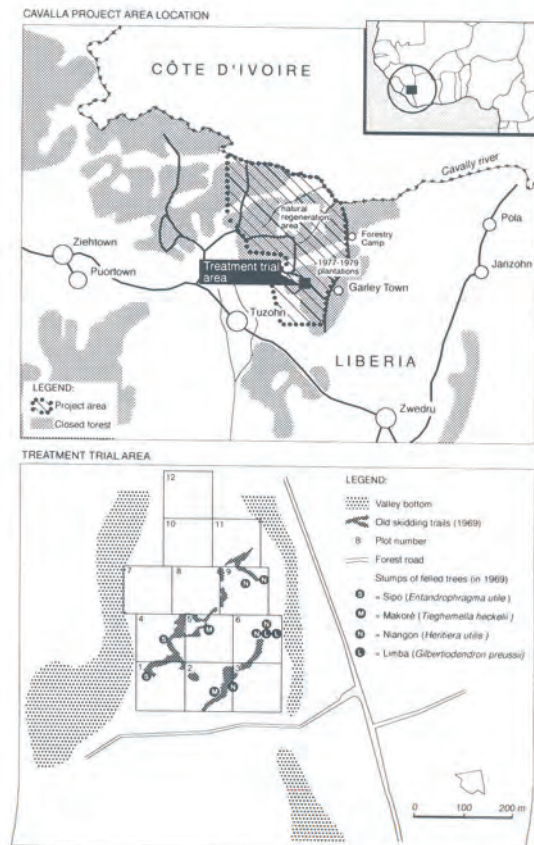 CAVALLA PROJECT AREA LOCATION
CÔTE D'IVOIRE
Cavally river
natural
regeneration
area
Forestry
Camp
Pola
Ziehtown
Puortown
1977-1979
plantations
Janzohn
Treatment trial
area
Garley Town
Tuzohn
LIBERIA
LEGEND:
Project area
Closed forest
Zwedru
TREATMENT TRIAL AREA
12
10 11
7 8 9
4 5 6
1 2 3
S M N L
LEGEND:
Valley bottom
Old skidding trails (1969)
8 Plot number
Forest road
Stumps of felled trees (in 1969)
S = Sipo (Entandrophragma utile)
M = Makoré (Tieghemella heckelii)
N = Niangon (Heritiera utilis)
L = Limba (Gilbertiodendron preussii)
0 100 200 m